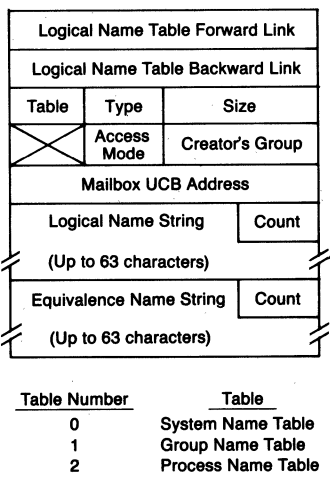 Logical Name Table Forward Link
Logical Name Table Backward Link
Table Type Size
Access
Mode
Creator's Group
Mailbox UCB Address
Logical Name String Count
(Up to 63 characters)
Equivalence Name String Count
(Up to 63 characters)
Table Number Table
0 System Name Table
1 Group Name Table
2 Process Name Table